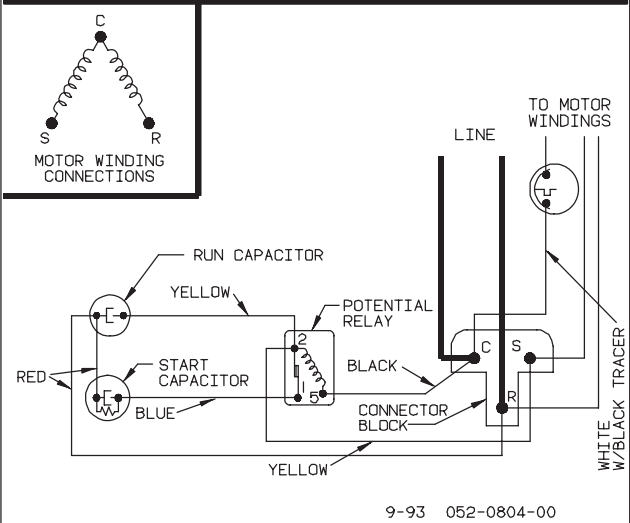 C
S
R
MOTOR WINDING
CONNECTIONS
TO MOTOR
WINDINGS
LINE
RUN CAPACITOR
YELLOW
POTENTIAL
RELAY
2
C
S
START
CAPACITOR
BLACK
RED
1
5
R
BLUE
CONNECTOR
BLOCK
WHITE
W/BLACK TRACER
YELLOW
9-93 052-0804-00